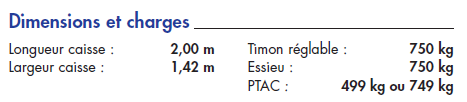 Dimensions et charges
Longueur caisse : 2,00 m
Largeur caisse : 1,42 m
Timon réglable : 750 kg
Essieu : 750 kg
PTAC : 499 kg ou 749 kg